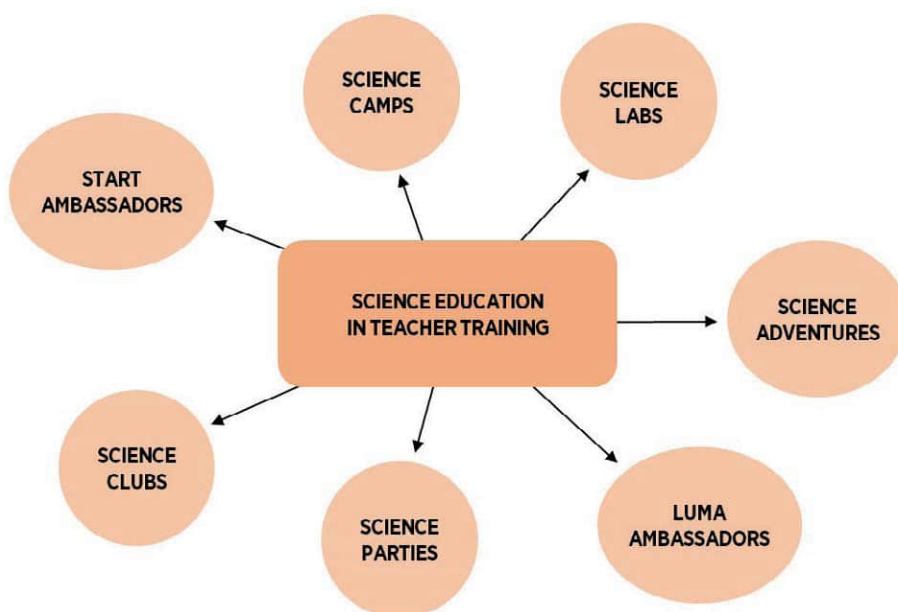 SCIENCE
CAMPS
SCIENCE
LABS
START
AMBASSADORS
SCIENCE EDUCATION
IN TEACHER TRAINING
SCIENCE
ADVENTURES
SCIENCE
CLUBS
SCIENCE
PARTIES
LUMA
AMBASSADORS